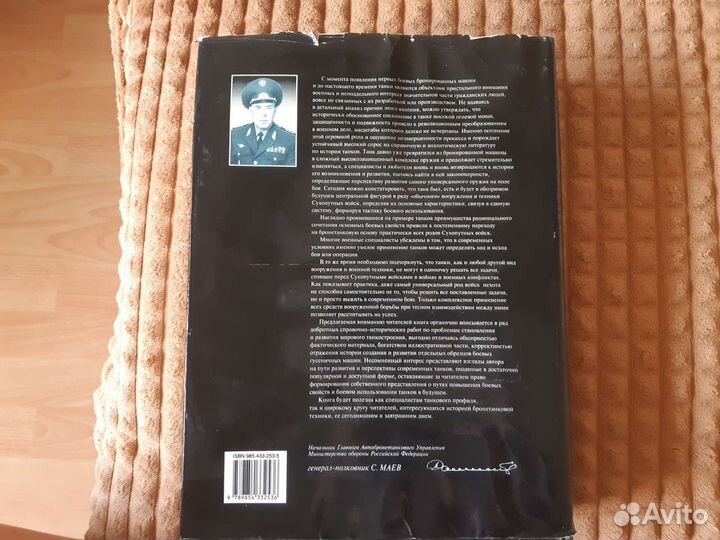 С момента появления первых боевых бронированных машин
и до настоящего времени танки являются объектами пристального внимания
военных и неподдельного интереса значительной части гражданских людей,
вовсе не связанных с их разработкой или производством. Не вдаваясь
в детальный анализ причин этого явления, можно утверждать, что
исторически обоснованное соединение в танке высокой огневой мощи,
защищенности и подвижности привело к революционным преобразованиям
в военном деле, масштабы которого далеко не исчерпаны. Именно осознание
этой огромной роли и ощущение незавершенности процесса и порождает
устойчивый высокий спрос на справочную и аналитическую литературу
по истории танков. Танк давно уже превратился из бронированной машины
в сложный высокоэшелонный комплекс оружия и продолжает стремительно
изменяться, а специалисты и любители вновь и вновь возвращаются к истории
его возникновения и развития, пытаясь найти в ней закономерности,
определяющие перспективу развития самого универсального оружия на поле
боя. Сегодня можно констатировать, что танк был, есть и будет в обозримом
будущем центральной фигурой в ряду «обычного» вооружения и техники
Сухопутных войск, определяя их основные характеристики, связуя в единую
систему, формируя тактику боевого использования.
Наглядно проявившиеся на примере танков преимущества рационального
сочетания основных боевых свойств привели к постепенному переходу
на бронетанковую основу практически всех родов Сухопутных войск.
Многие военные специалисты убеждены в том, что в современных
условиях именно умелое применение танков может определять ход и исход
боя или операции.
В то же время необходимо подчеркнуть, что танки, как и любой другой вид
вооружения и военной техники, не могут в одиночку решать все задачи,
стоящие перед Сухопутными войсками в войнах и военных конфликтах.
Как показывает практика, даже самый универсальный род войск пехота
не способна самостоятельно не то, чтобы решить все поставленные задачи,
но и просто выжить в современном бою. Только комплексное применение
всех средств вооруженной борьбы при тесном взаимодействии между ними
позволяет рассчитывать на успех.
Предлагаемая вниманию читателей книга органично вписывается в ряд
добротных справочно-исторических работ по проблемам становления
и развития мирового танкостроения, выгодно отличаясь обширностью
фактического материала, богатством иллюстративной части, корректностью
отражения истории создания и развития отдельных образцов боевых
гусеничных машин. Несомненный интерес представляют взгляды автора
на пути развития и перспективы современных танков, поданные в достаточно
популярной и доступной форме, оставляющие за читателем право
формирования собственного представления о путях повышения боевых
свойств и боевом использовании танков в будущем.
Книга будет полезна как специалистам танкового профиля,
так и широкому кругу читателей, интересующихся историей бронетанковой
техники, ее сегодняшним и завтрашним днем.
Начальник Главного Автобронетанкового Управления
Министерства обороны Российской Федерации
генерал-полковник С. МАЕВ
ISBN 985-433-253-5
9 789854 332536
Avito